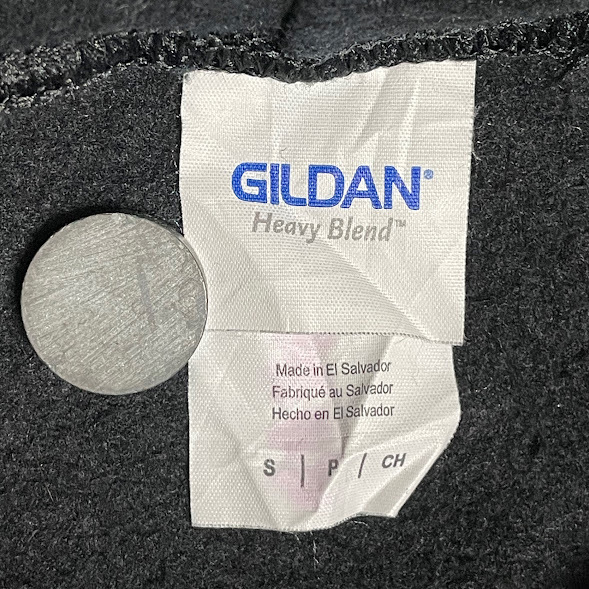 GILDAN®
Heavy Blend™
Made in El Salvador
Fabriqué au Salvador
Hecho en El Salvador
S | P / CH